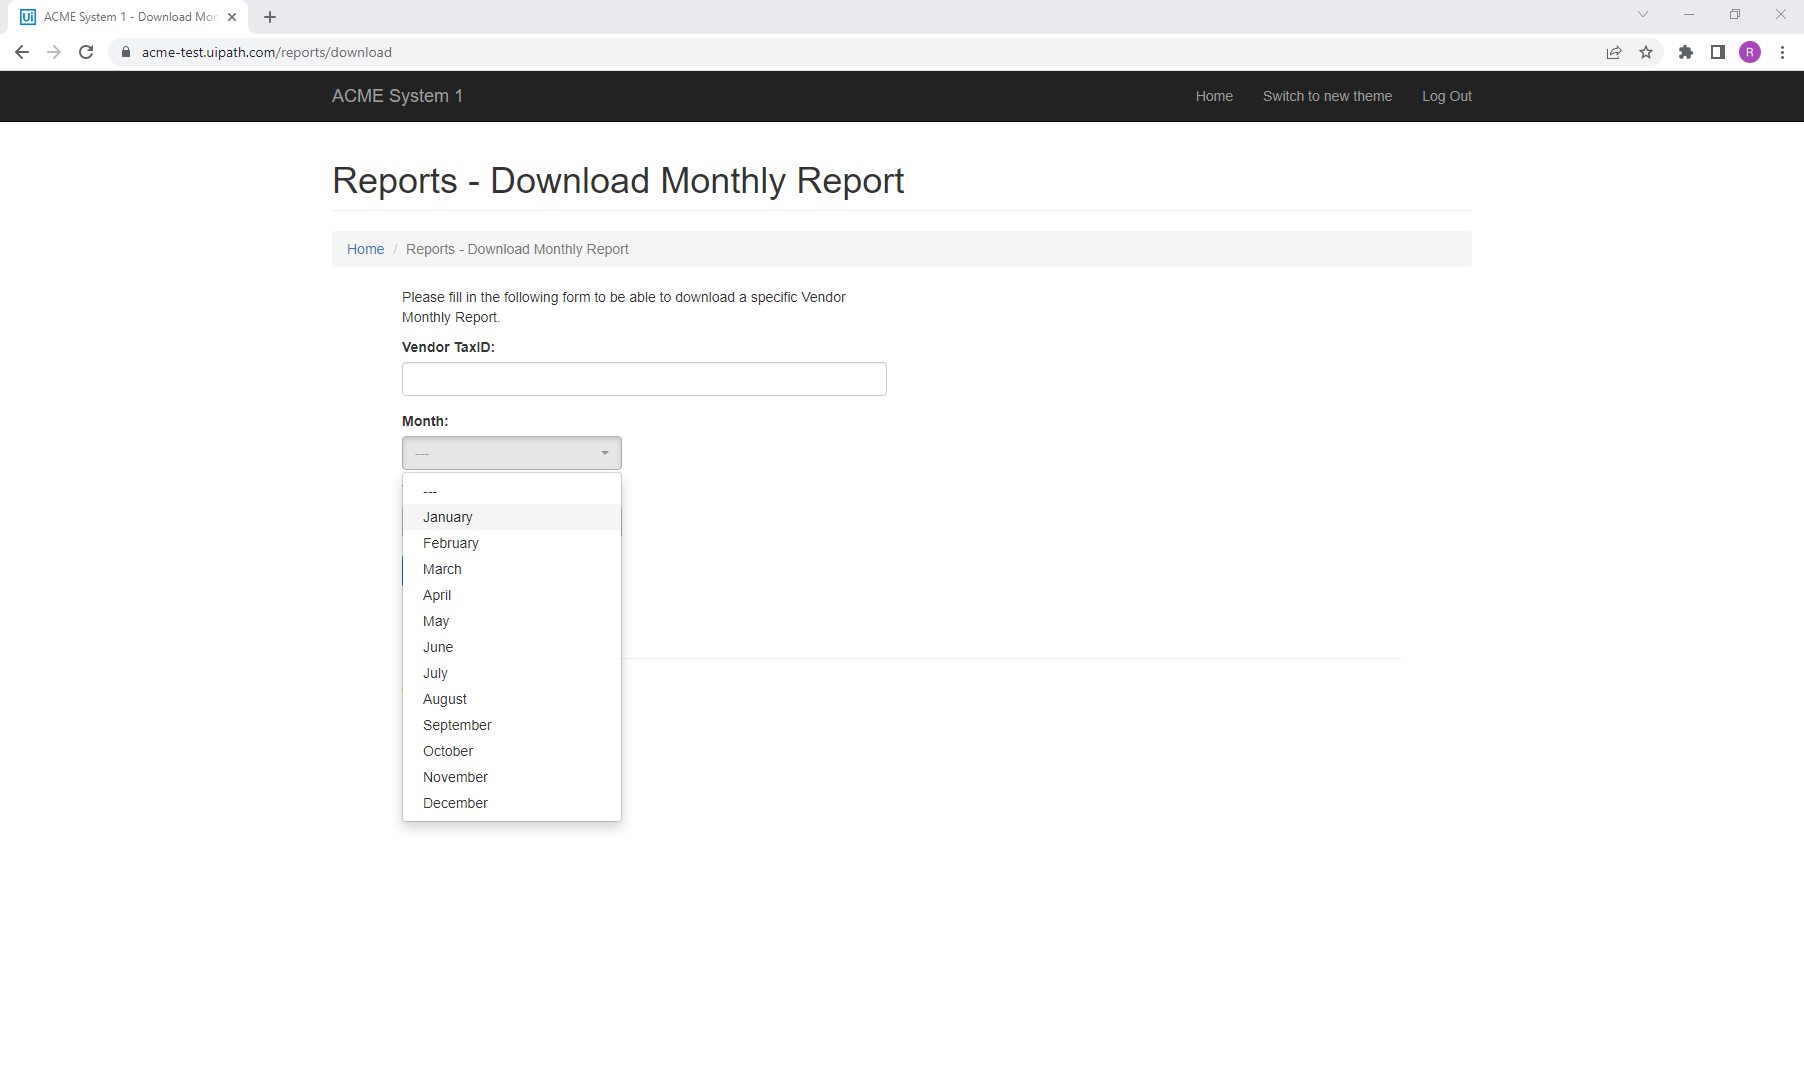 Ui ACME System 1 - Download Mon
acme-test.uipath.com/reports/download
R
ACME System 1
Home
Switch to new theme
Log Out
Reports - Download Monthly Report
Home / Reports - Download Monthly Report
Please fill in the following form to be able to download a specific Vendor
Monthly Report.
Vendor TaxID:
Month:
---
---
January
February
March
April
May
June
July
August
September
October
November
December